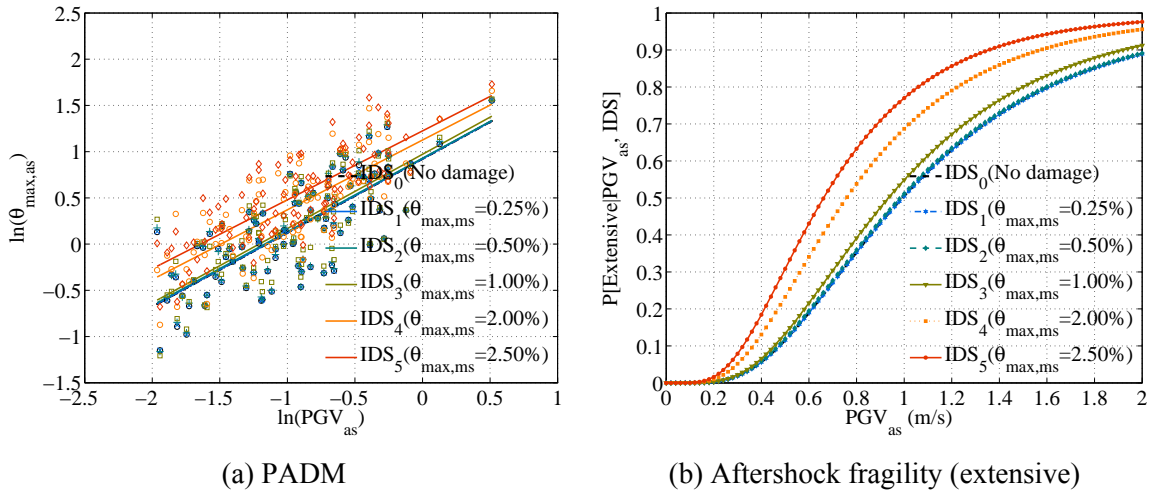 2.5
2
1.5
1
0.5
0
−0.5
−1
−1.5
ln(θmax,as)
−2.5 −2 −1.5 −1 −0.5 0 0.5 1
ln(PGVas)
IDS0(No damage)
IDS1(θmax,ms=0.25%)
IDS2(θmax,ms=0.50%)
IDS3(θmax,ms=1.00%)
IDS4(θmax,ms=2.00%)
IDS5(θmax,ms=2.50%)
(a) PADM
1
0.9
0.8
0.7
0.6
0.5
0.4
0.3
0.2
0.1
0
P[Extensive|PGVas, IDS]
0 0.2 0.4 0.6 0.8 1 1.2 1.4 1.6 1.8 2
PGVas (m/s)
IDS0(No damage)
IDS1(θmax,ms=0.25%)
IDS2(θmax,ms=0.50%)
IDS3(θmax,ms=1.00%)
IDS4(θmax,ms=2.00%)
IDS5(θmax,ms=2.50%)
(b) Aftershock fragility (extensive)